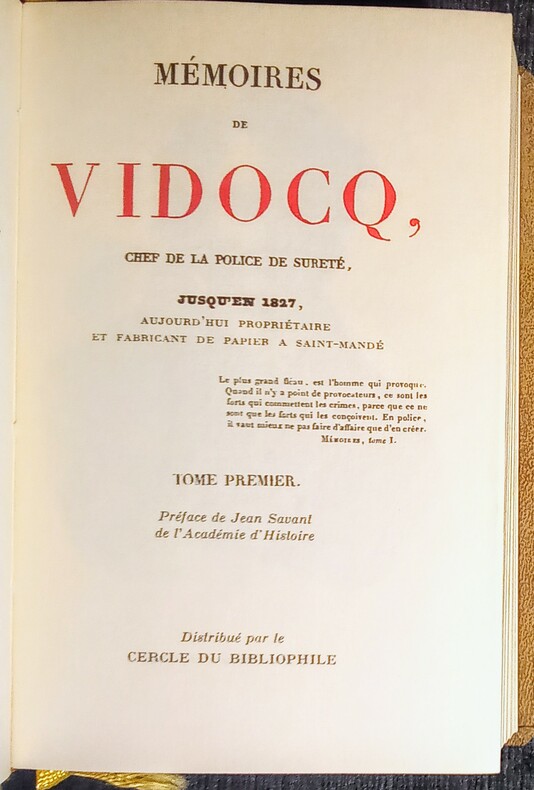 MÉMOIRES
DE
VIDOCQ,
CHEF DE LA POLICE DE SURETÉ,
JUSQU'EN 1827,
AUJOURD'HUI PROPRIÉTAIRE
ET FABRICANT DE PAPIER A SAINT-MANDÉ
Le plus grand fléau, est l'homme qui provoque.
Quand il n'y a point de provocateurs, ce sont les
forts qui commettent les crimes, parce que ce ne
sont que les forts qui les conçoivent. En police,
il vaut mieux ne pas faire d'affaire que d'en créer.
Mémoires, tome I.
TOME PREMIER.
Préface de Jean Savant
de l'Académie d'Histoire
Distribué par le
CERCLE DU BIBLIOPHILE